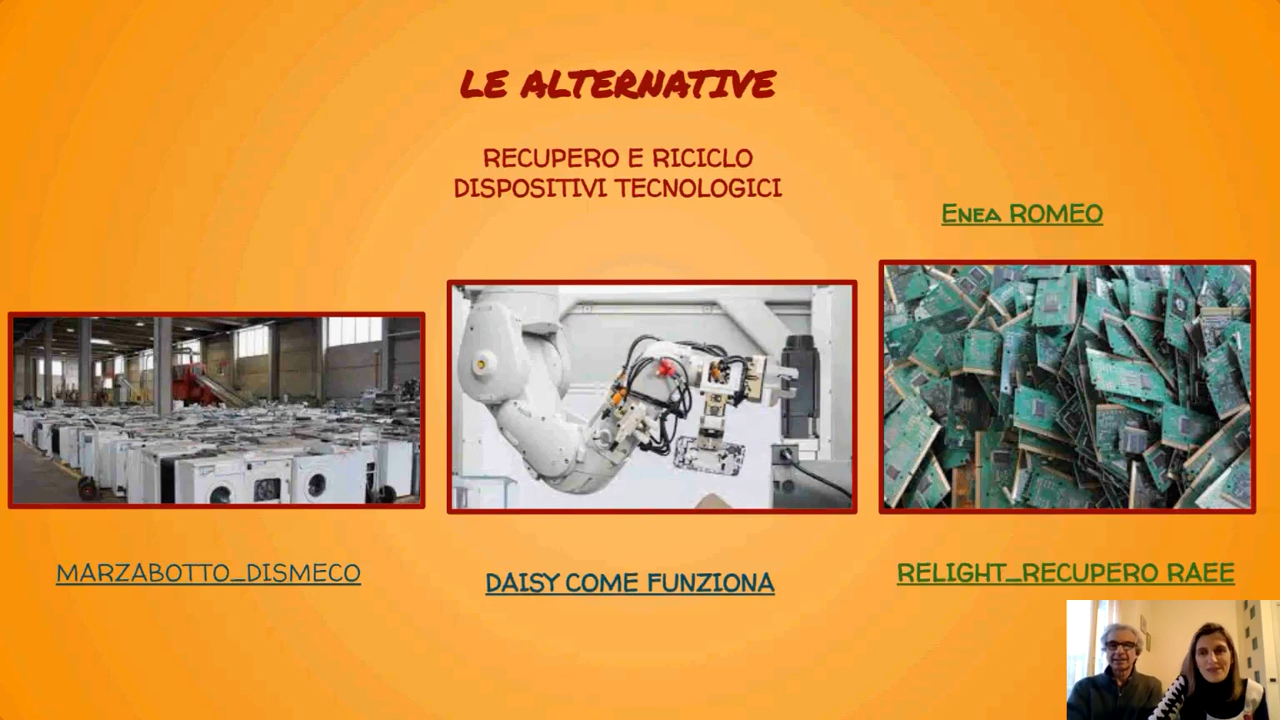 LE ALTERNATIVE
RECUPERO E RICICLO
DISPOSITIVI TECNOLOGICI
Enea ROMEO
MARZABOTTO_DISMECO
DAISY COME FUNZIONA
RELIGHT_RECUPERO RAEE